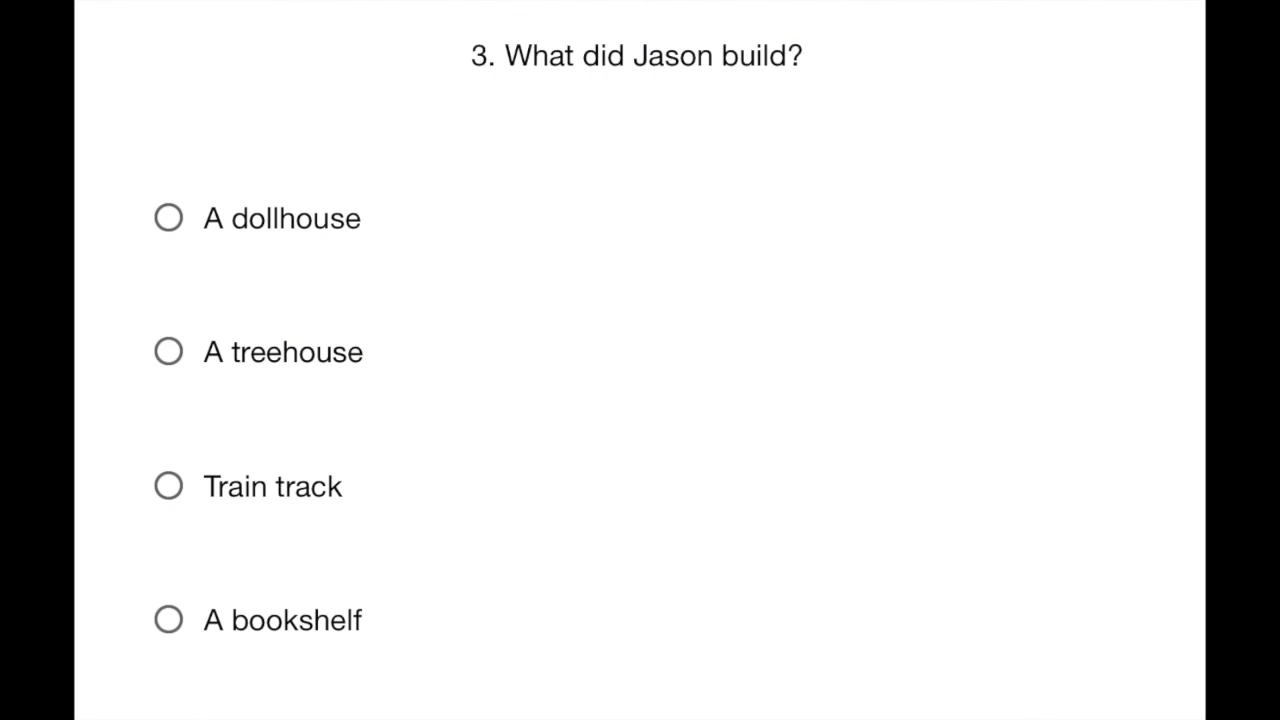 3. What did Jason build?
A dollhouse
A treehouse
Train track
A bookshelf